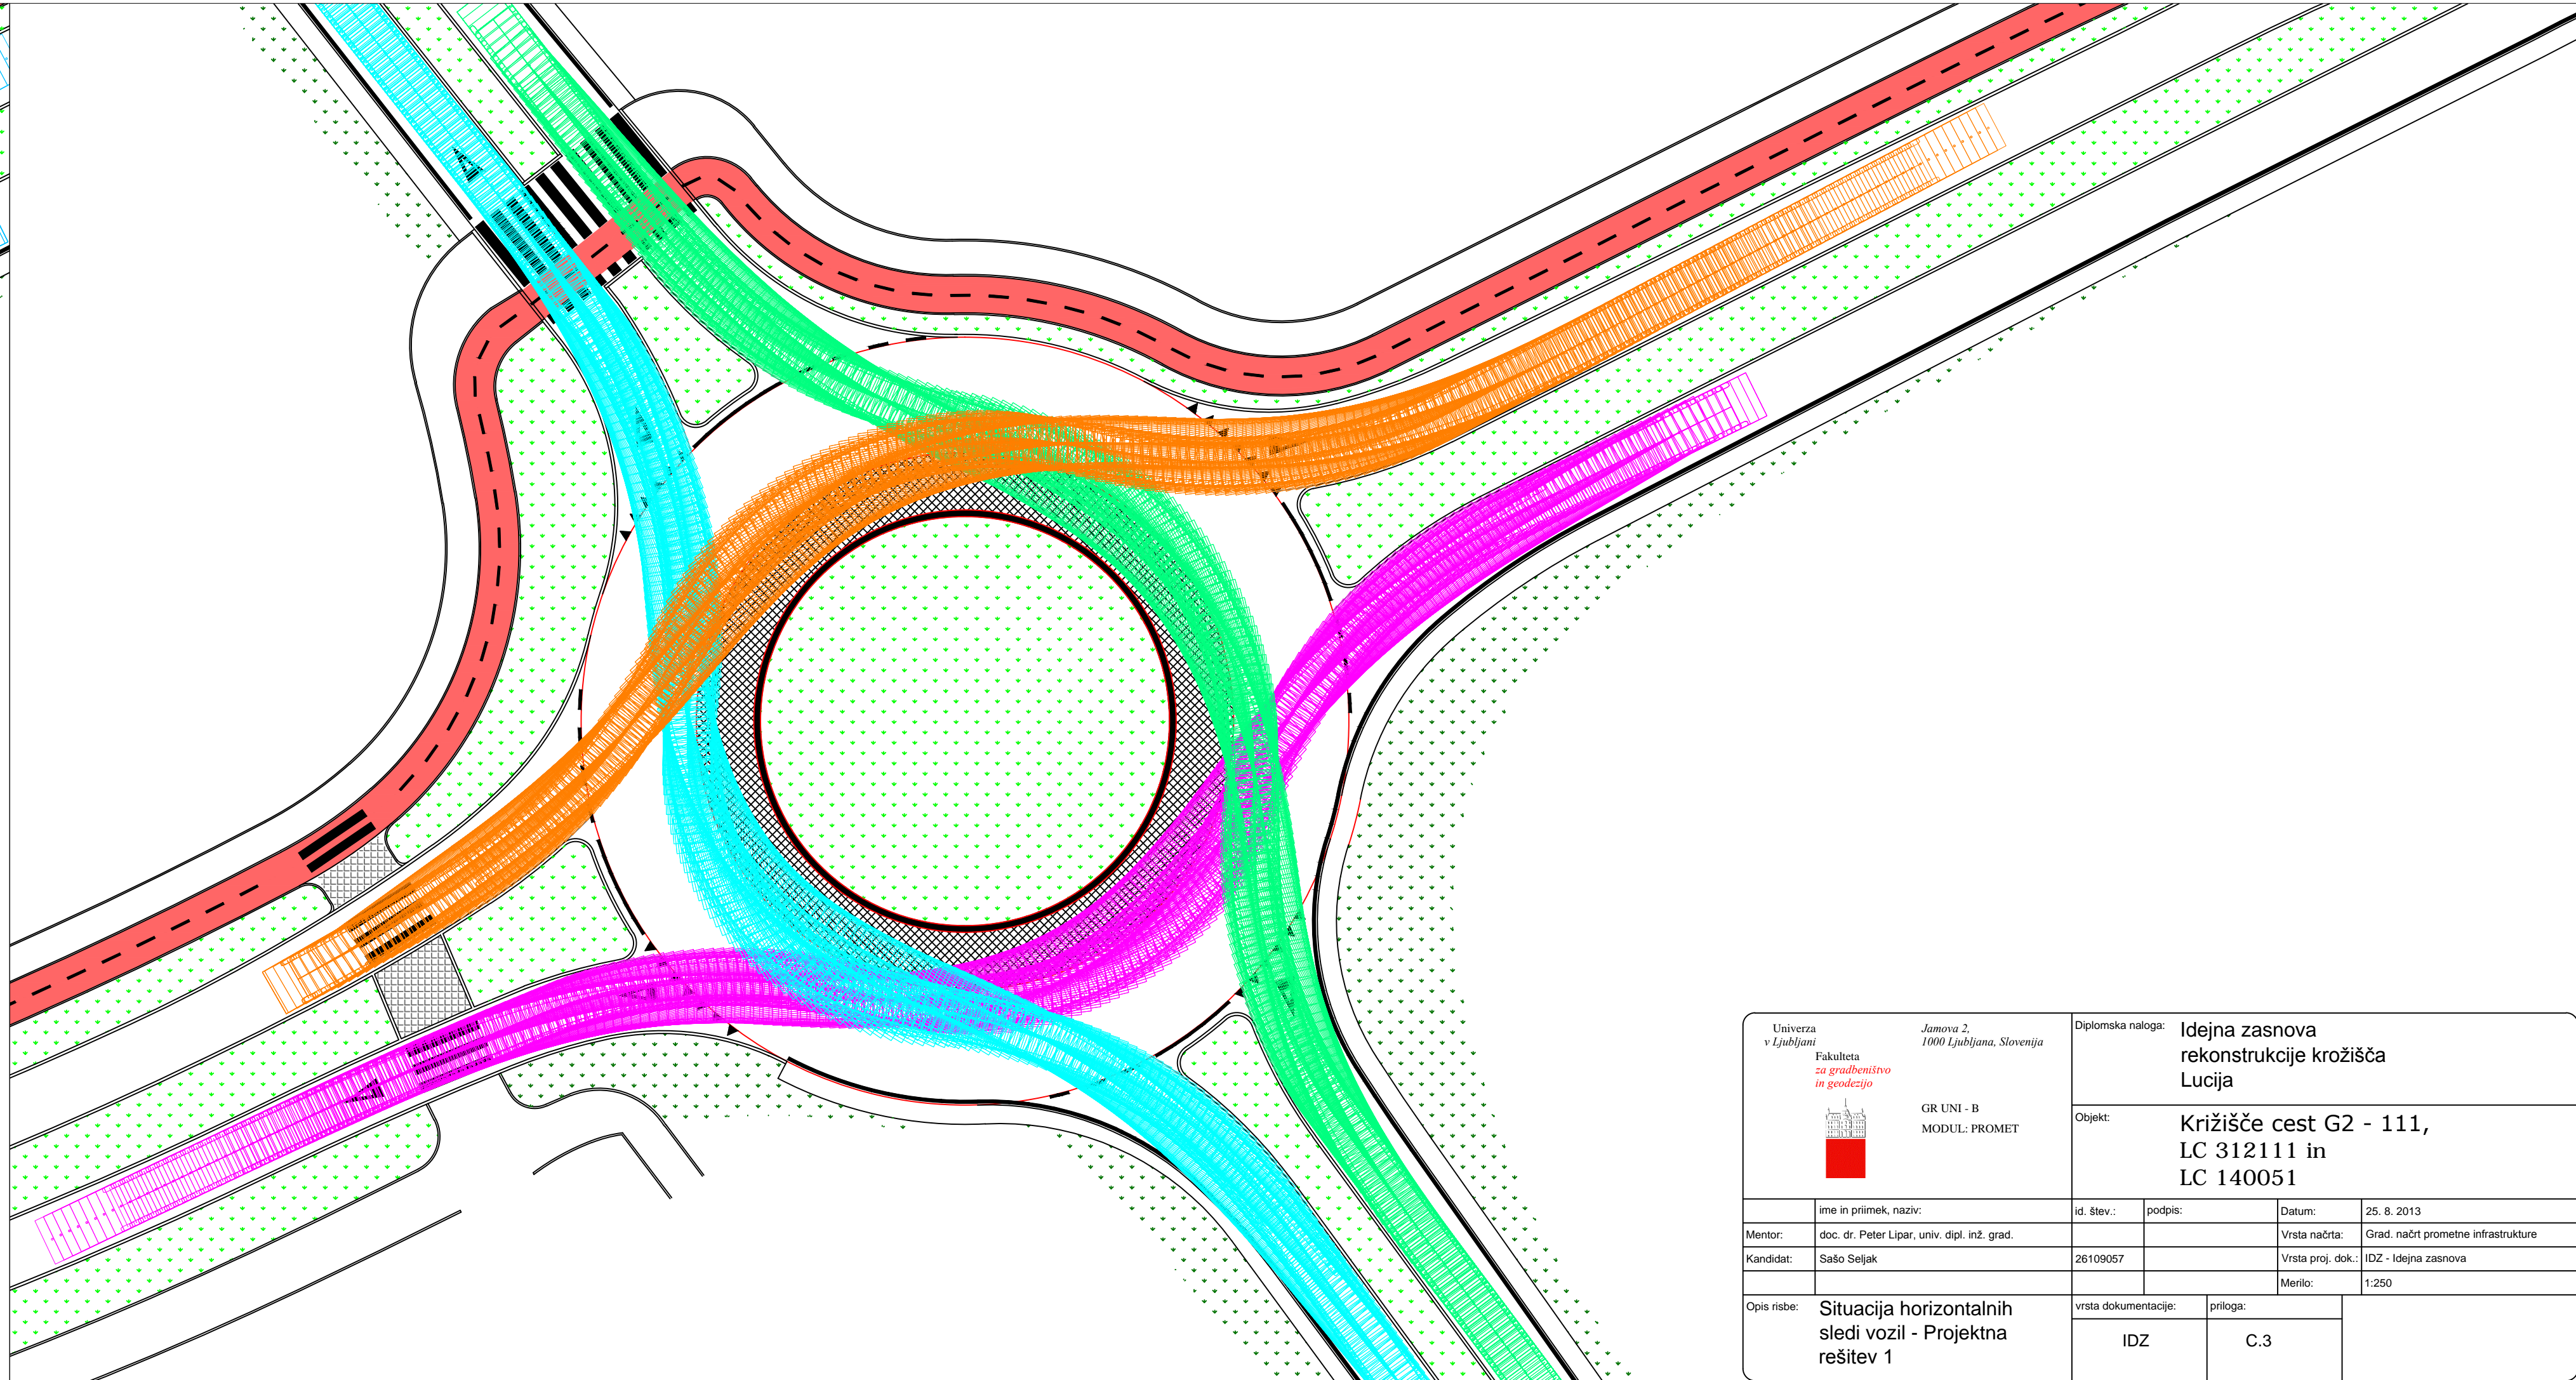 Univerza
v Ljubljani
Fakulteta
za gradbeništvo
in geodezijo
Jamova 2,
1000 Ljubljana, Slovenija
GR UNI - B
MODUL: PROMET
Diplomska naloga: Idejna zasnova
rekonstrukcije krožišča
Lucija
Objekt: Križišče cest G2 - 111,
LC 312111 in
LC 140051
ime in priimek, naziv: id. štev.: podpis: Datum: 25. 8. 2013
Mentor: doc. dr. Peter Lipar, univ. dipl. inž. grad. Vrsta načrta: Grad. načrt prometne infrastrukture
Kandidat: Sašo Seljak 26109057 Vrsta proj. dok.: IDZ - Idejna zasnova
Merilo: 1:250
Opis risbe: Situacija horizontalnih
sledi vozil - Projektna
rešitev 1
vrsta dokumentacije: priloga:
IDZ C.3